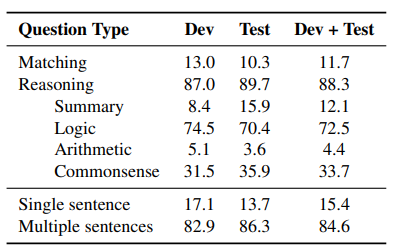 Question Type Dev Test Dev + Test
Matching 13.0 10.3 11.7
Reasoning 87.0 89.7 88.3
Summary 8.4 15.9 12.1
Logic 74.5 70.4 72.5
Arithmetic 5.1 3.6 4.4
Commonsense 31.5 35.9 33.7
Single sentence 17.1 13.7 15.4
Multiple sentences 82.9 86.3 84.6